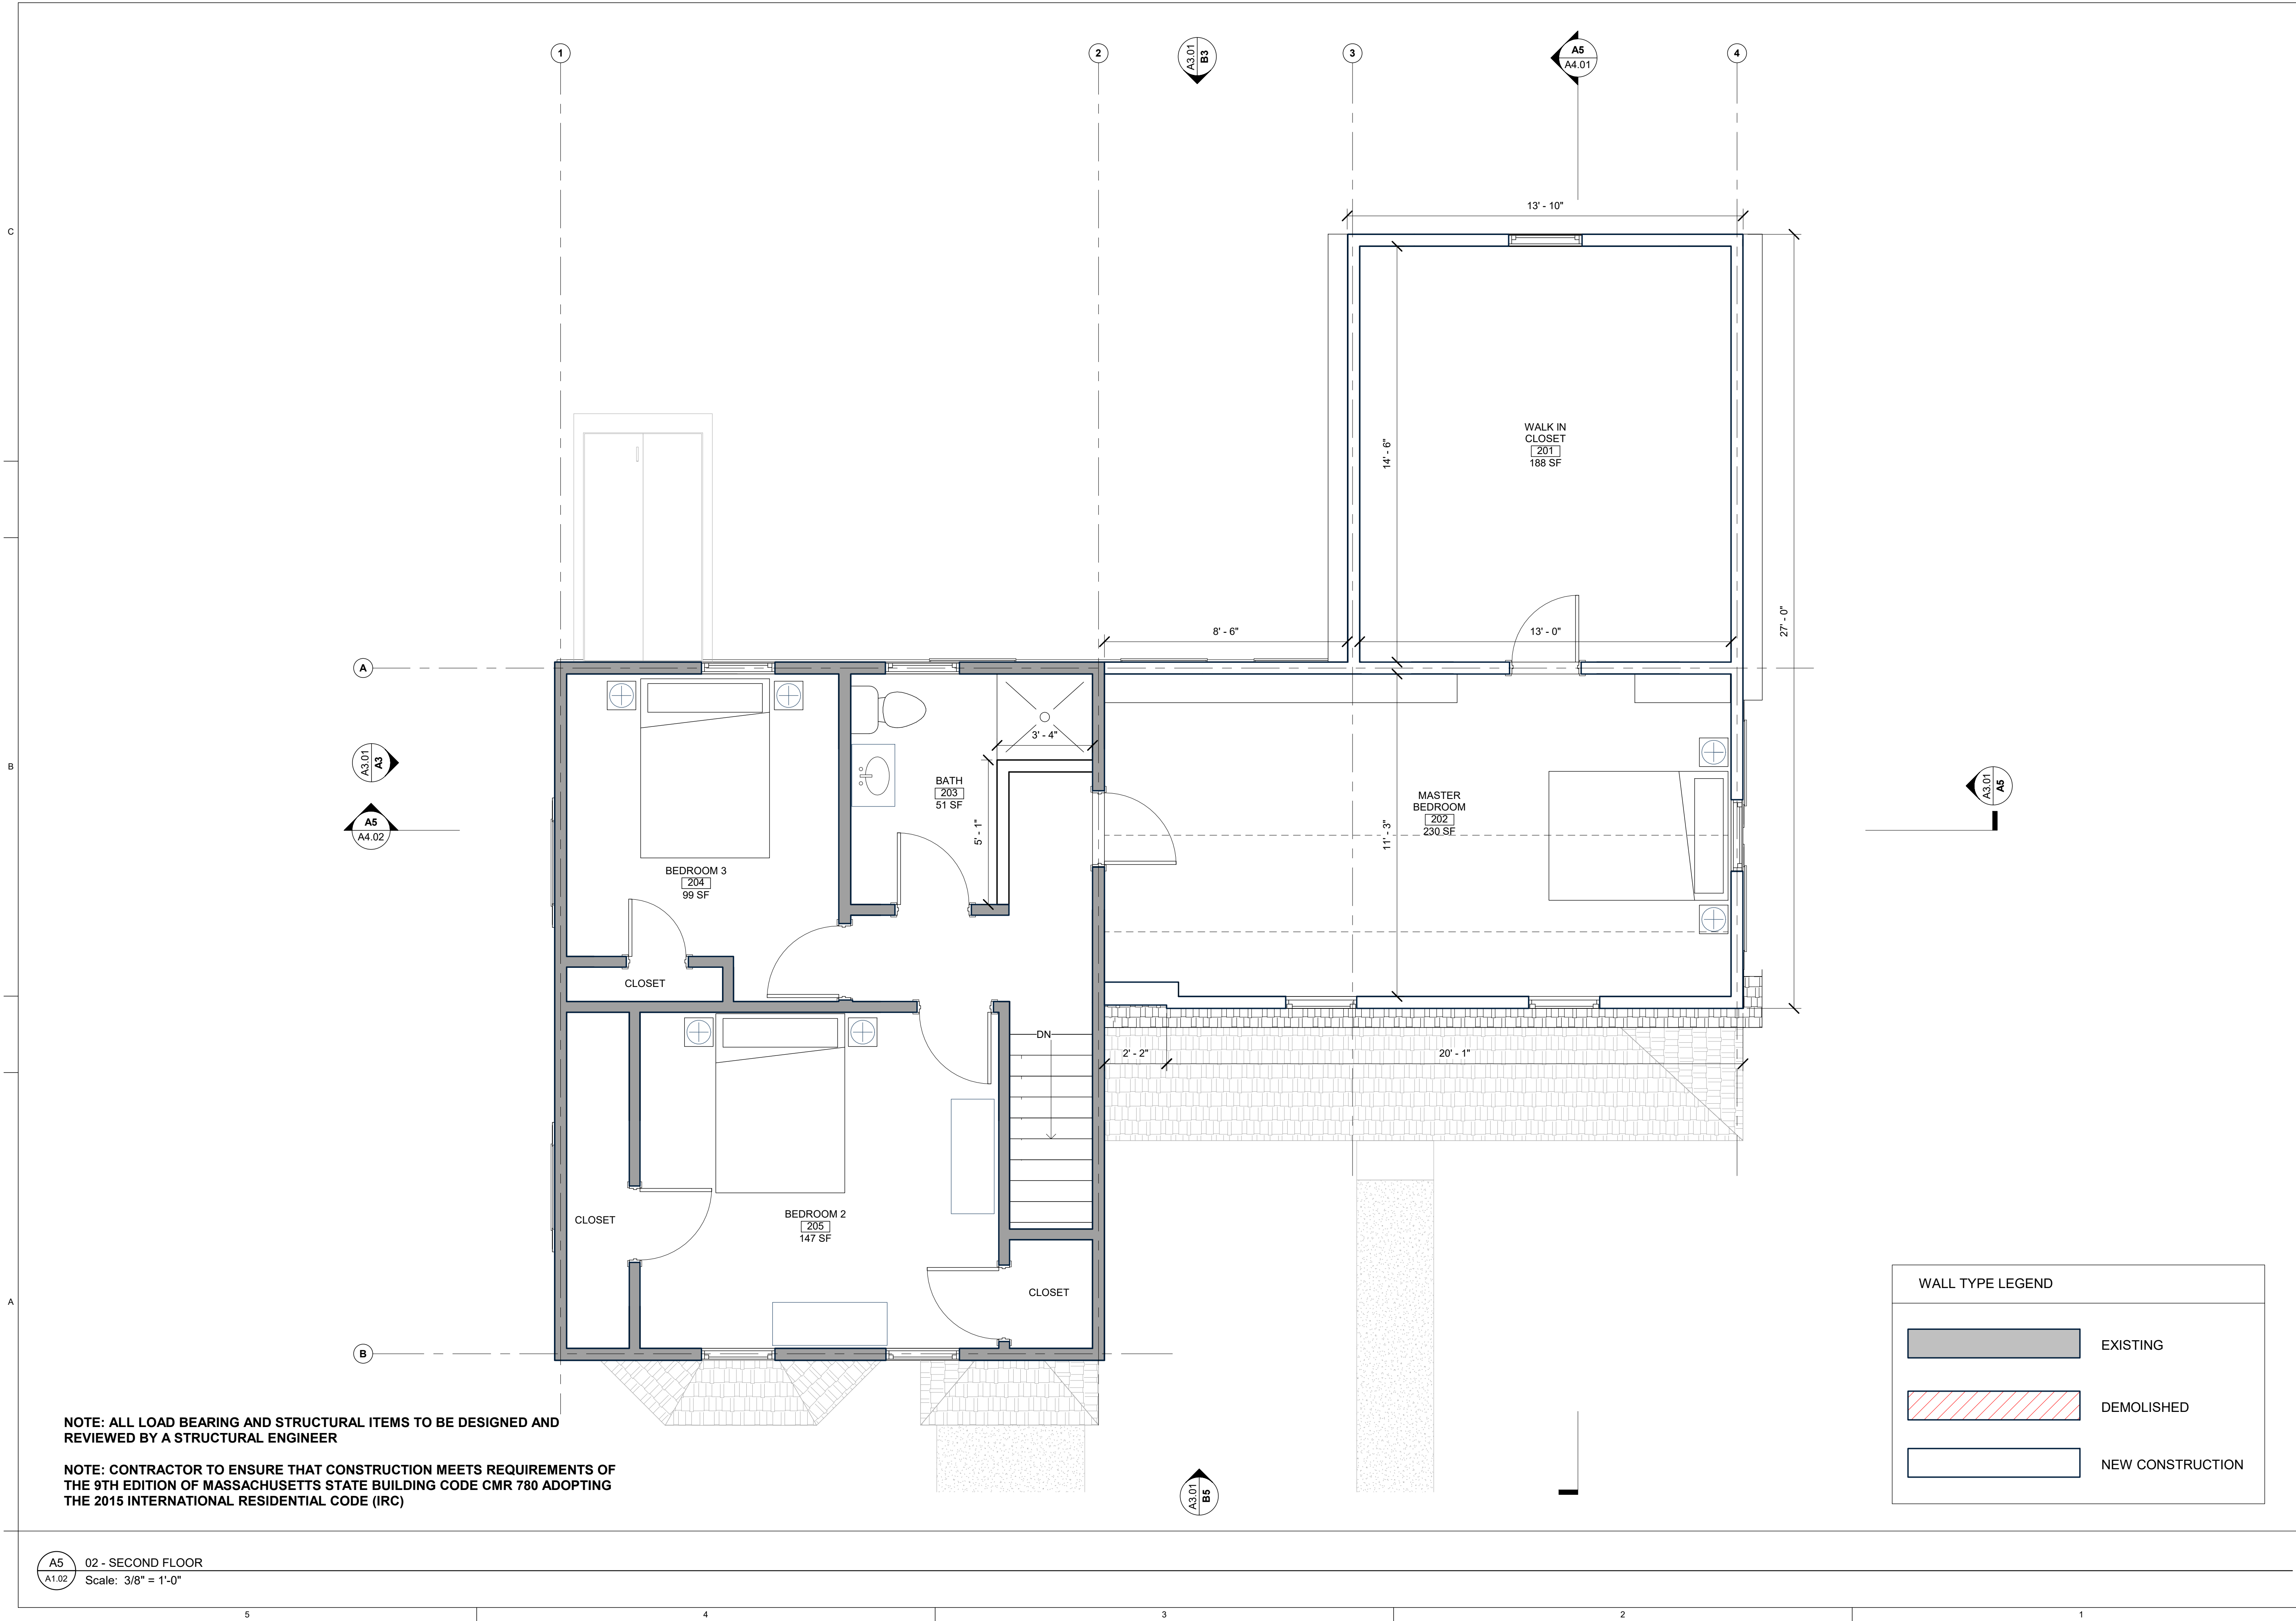 1
2
A3.01
B3
3
A5
A4.01
4
13' - 10"
C
WALK IN
CLOSET
201
188 SF
14' - 6"
27' - 0"
8' - 6"
13' - 0"
A
3' - 4"
A3.01
A3
B
BATH
203
51 SF
MASTER
BEDROOM
202
230 SF
A3.01
A5
A5
A4.02
5' - 1"
11' - 3"
BEDROOM 3
204
99 SF
CLOSET
DN
2' - 2"
20' - 1"
CLOSET
BEDROOM 2
205
147 SF
CLOSET
A
B
WALL TYPE LEGEND
EXISTING
DEMOLISHED
NEW CONSTRUCTION
NOTE: ALL LOAD BEARING AND STRUCTURAL ITEMS TO BE DESIGNED AND
REVIEWED BY A STRUCTURAL ENGINEER
NOTE: CONTRACTOR TO ENSURE THAT CONSTRUCTION MEETS REQUIREMENTS OF
THE 9TH EDITION OF MASSACHUSETTS STATE BUILDING CODE CMR 780 ADOPTING
THE 2015 INTERNATIONAL RESIDENTIAL CODE (IRC)
A3.01
B5
A5
A1.02
02 - SECOND FLOOR
Scale: 3/8" = 1'-0"
5
4
3
2
1